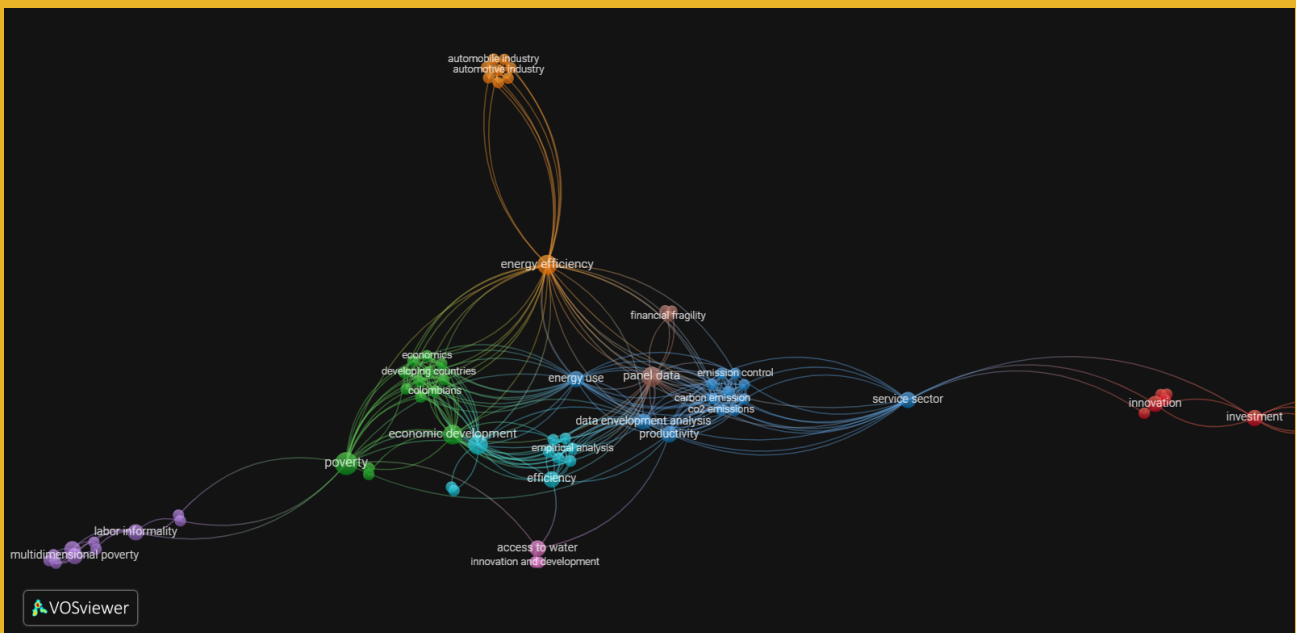 automobile industry
automotive industry
energy efficiency
financial fragility
economics
developing countries
colombians
energy use
panel data
emission control
carbon emission
co2 emissions
service sector
innovation
investment
data envelopment analysis
productivity
economic development
empirical analysis
poverty
efficiency
labor informality
multidimensional poverty
access to water
innovation and development
VOSviewer